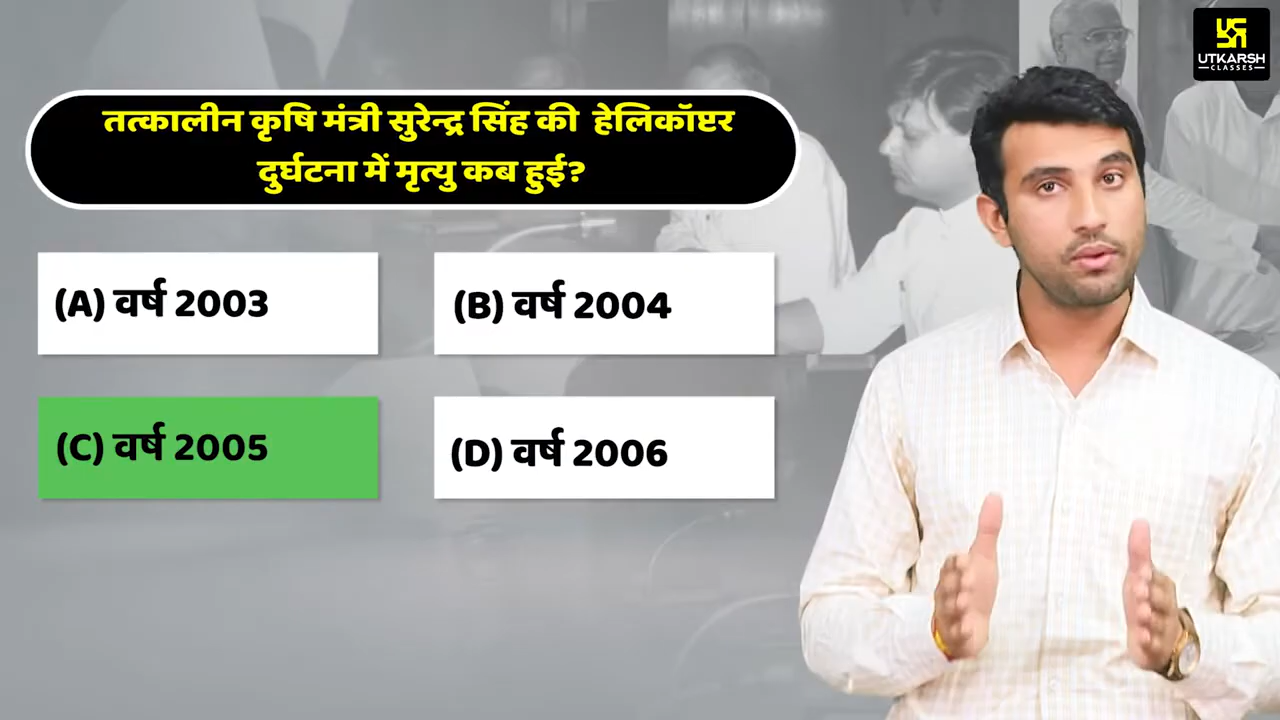 UTKARSH
CLASSES
तत्कालीन कृषि मंत्री सुरेन्द्र सिंह की हेलिकॉप्टर
दुर्घटना में मृत्यु कब हुई?
(A) वर्ष 2003
(B) वर्ष 2004
(C) वर्ष 2005
(D) वर्ष 2006